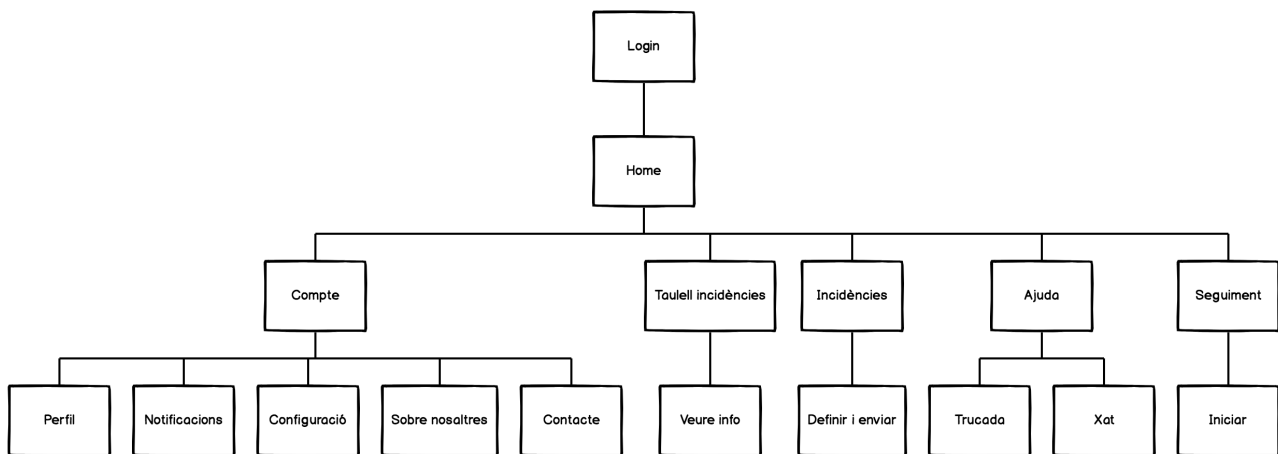 Login
Home
Compte
Taulell incidències
Incidències
Ajuda
Seguiment
Perfil
Notificacions
Configuració
Sobre nosaltres
Contacte
Veure info
Definir i enviar
Trucada
Xat
Iniciar